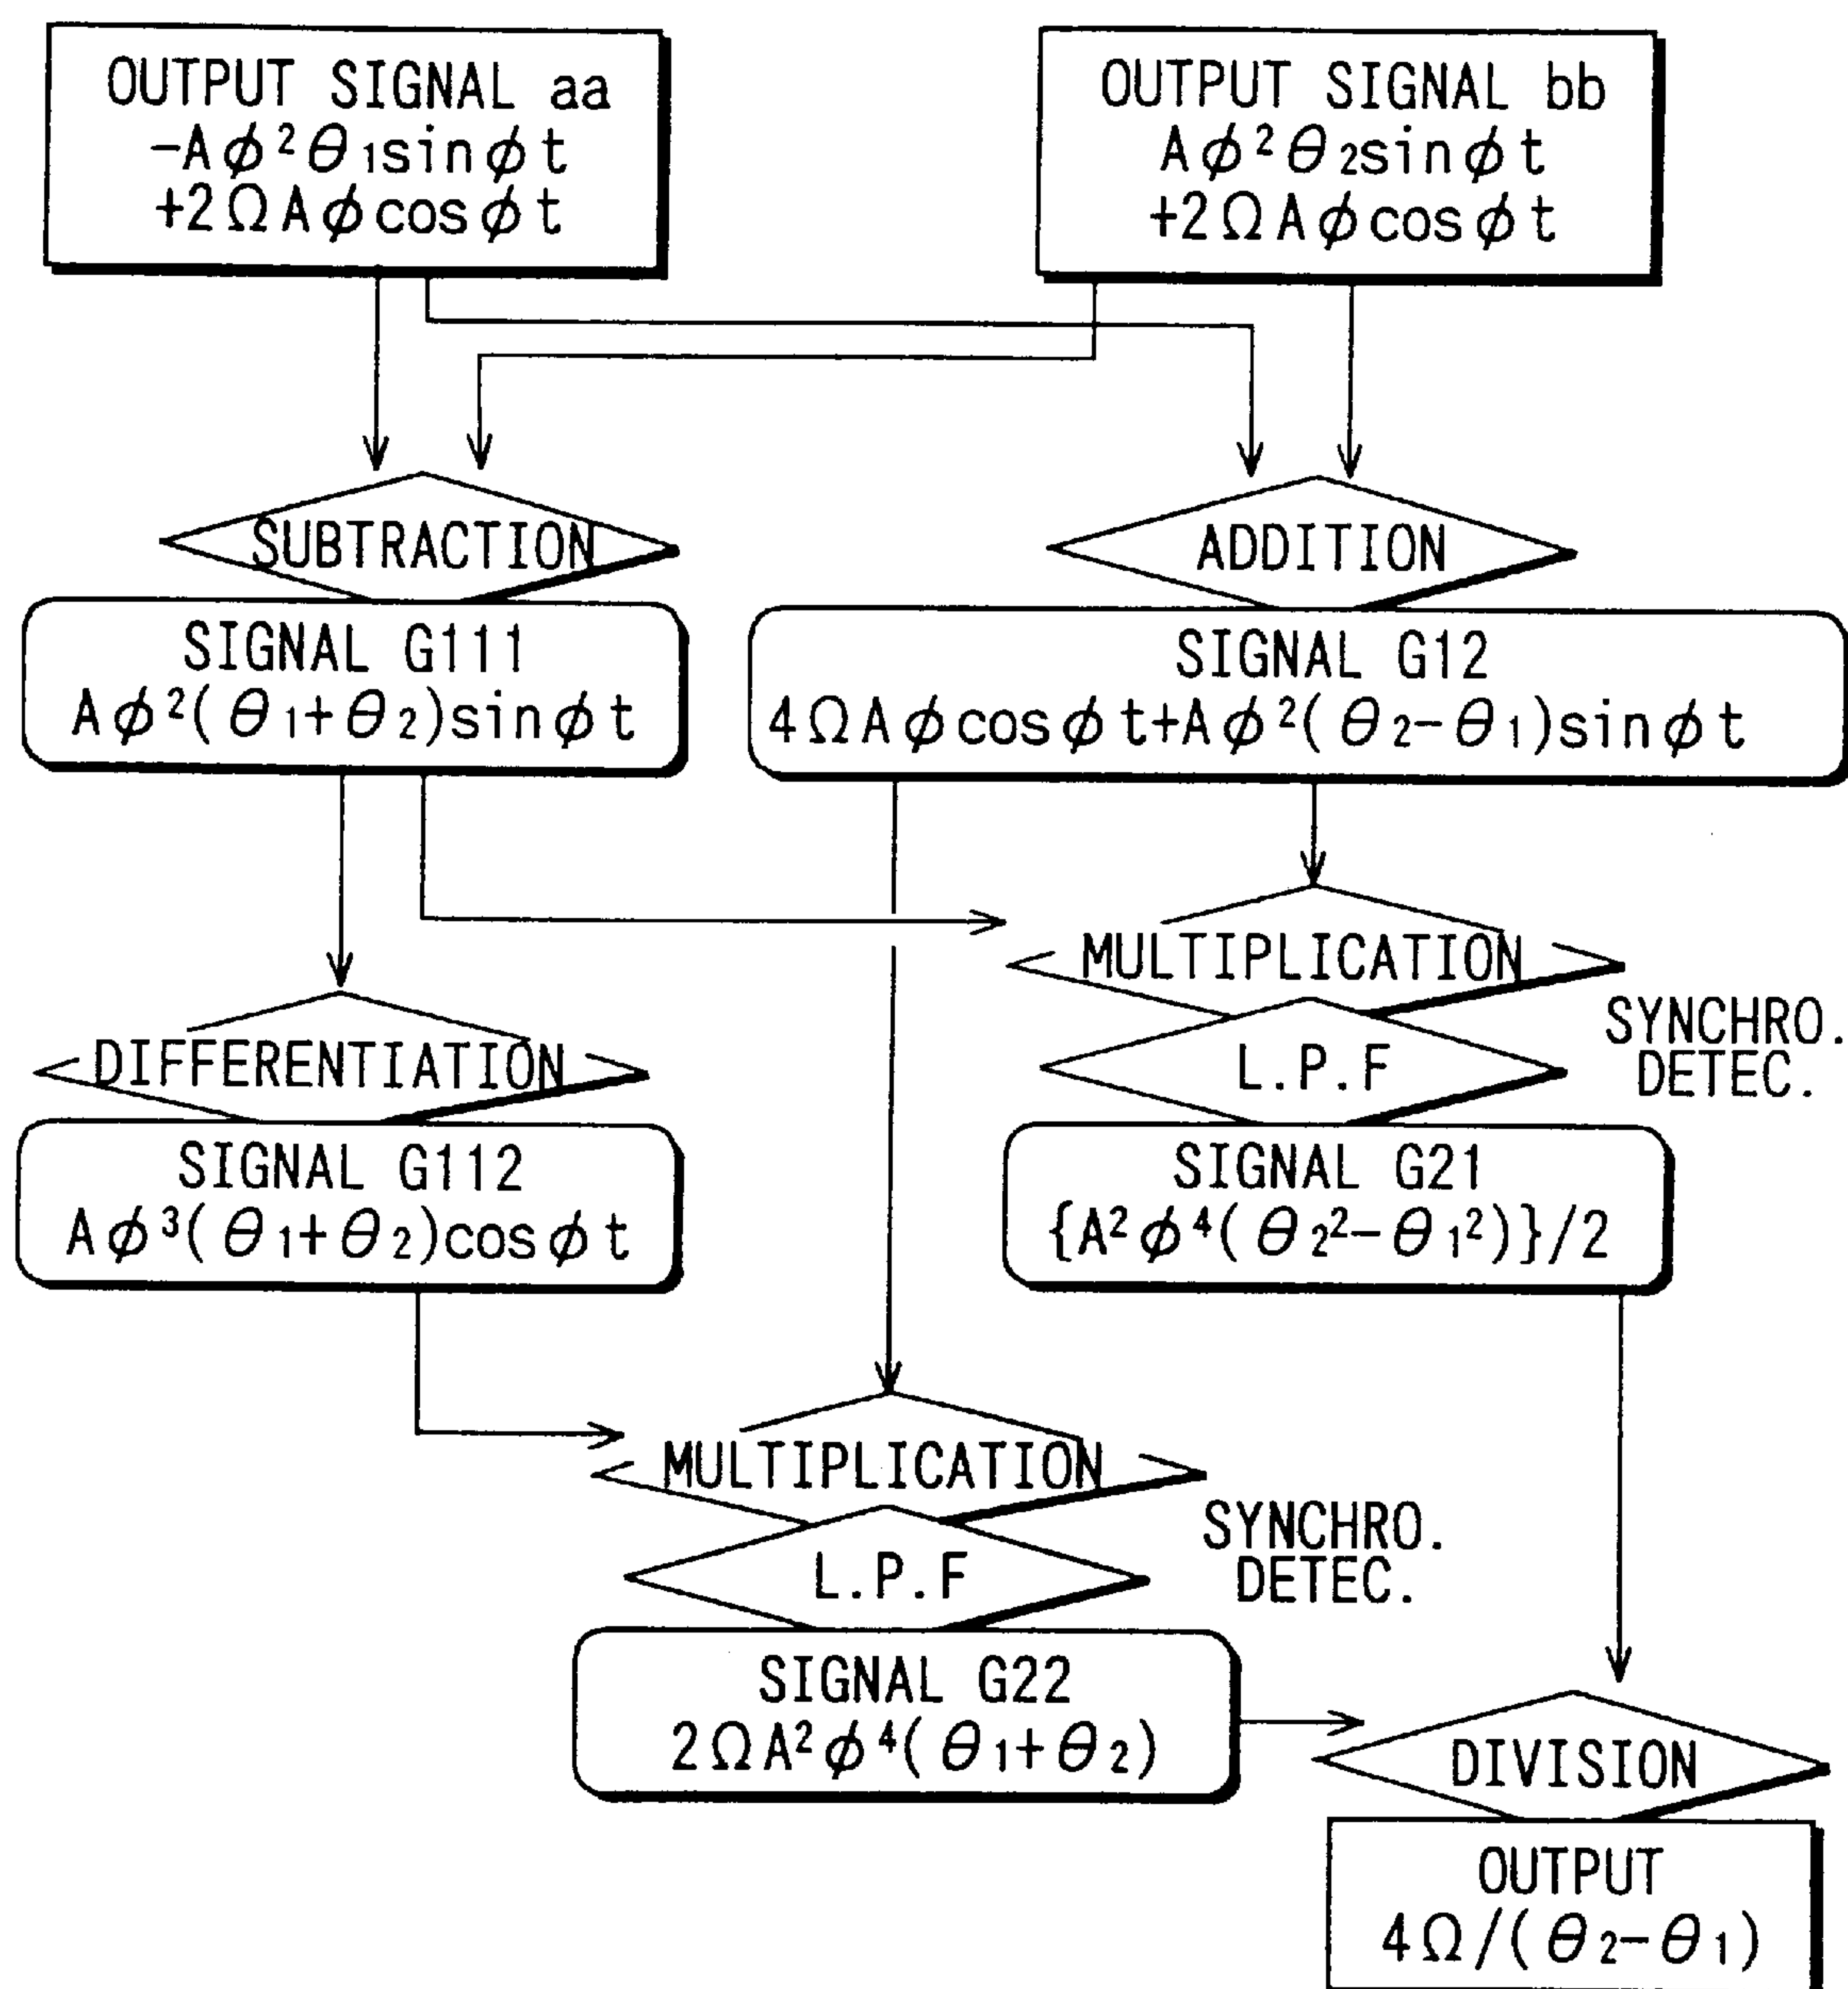 OUTPUT SIGNAL aa
-Aϕ²θ₁sinϕt
+2ΩAϕcosϕt
OUTPUT SIGNAL bb
Aϕ²θ₂sinϕt
+2ΩAϕcosϕt
SUBTRACTION
ADDITION
SIGNAL G111
Aϕ²(θ₁+θ₂)sinϕt
SIGNAL G12
4ΩAϕcosϕt+Aϕ²(θ₂-θ₁)sinϕt
MULTIPLICATION
L.P.F
SYNCHRO.
DETEC.
DIFFERENTIATION
SIGNAL G112
Aϕ³(θ₁+θ₂)cosϕt
SIGNAL G21
{A²ϕ⁴(θ₂²-θ₁²)}/2
MULTIPLICATION
L.P.F
SYNCHRO.
DETEC.
SIGNAL G22
2ΩA²ϕ⁴(θ₁+θ₂)
DIVISION
OUTPUT
4Ω/(θ₂-θ₁)